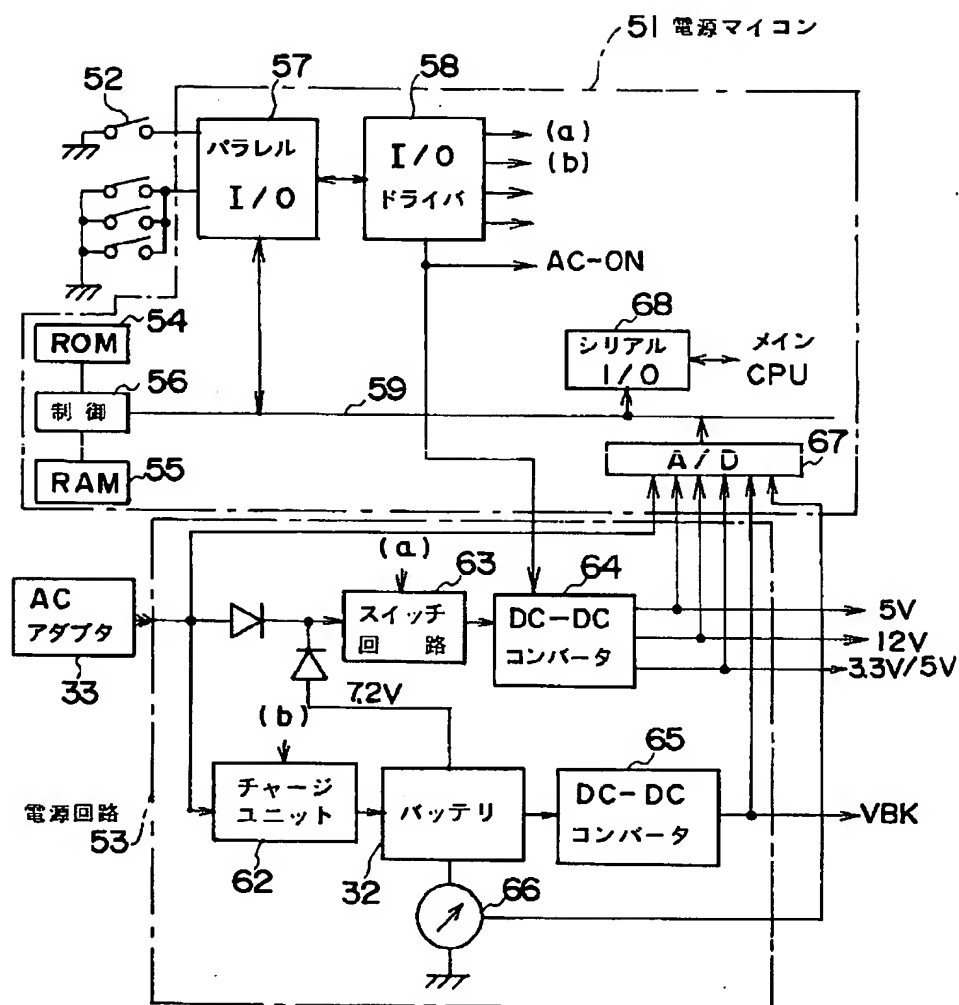 51 電源マイコン
52
57
58
パラレル
I/O
I/O
ドライバ
(a)
(b)
AC-ON
54
ROM
56
制御
59
55
RAM
68
シリアル
I/O
メイン
CPU
67
A/D
(a)
63
64
AC
アダプタ
33
スイッチ
回路
DC-DC
コンバータ
5V
12V
3.3V/5V
7.2V
(b)
65
電源回路
53
チャージ
ユニット
62
バッテリ
32
DC-DC
コンバータ
VBK
66